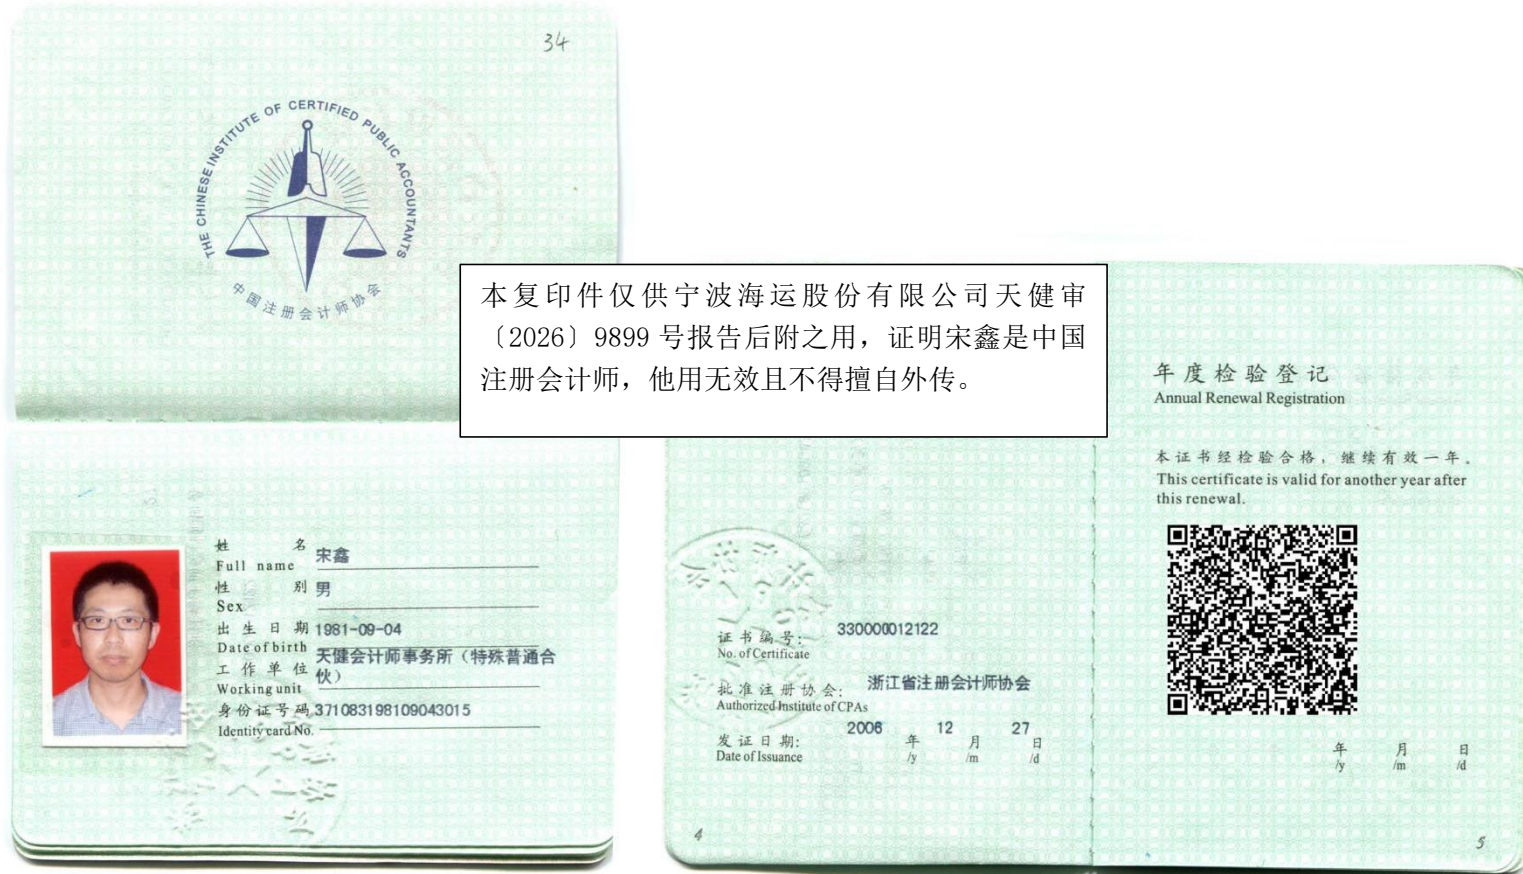 34
THE CHINESE INSTITUTE OF CERTIFIED PUBLIC ACCOUNTANTS
中国注册会计师协会
本复印件仅供宁波海运股份有限公司天健审
〔2026〕9899 号报告后附之用，证明宋鑫是中国
注册会计师，他用无效且不得擅自外传。
姓 名 宋鑫
Full name
性 别 男
Sex
出生日期 1981-09-04
Date of birth
工作单位 天健会计师事务所（特殊普通合
伙）
Working unit
身份证号码 371083198109043015
Identity card No.
证书编号: 330000012122
No. of Certificate
批准注册协会: 浙江省注册会计师协会
Authorized Institute of CPAs
发证日期: 2006 年 12 月 27 日
Date of Issuance /y /m /d
4
年度检验登记
Annual Renewal Registration
本证书经检验合格，继续有效一年。
This certificate is valid for another year after
this renewal.
年 月 日
/y /m /d
5